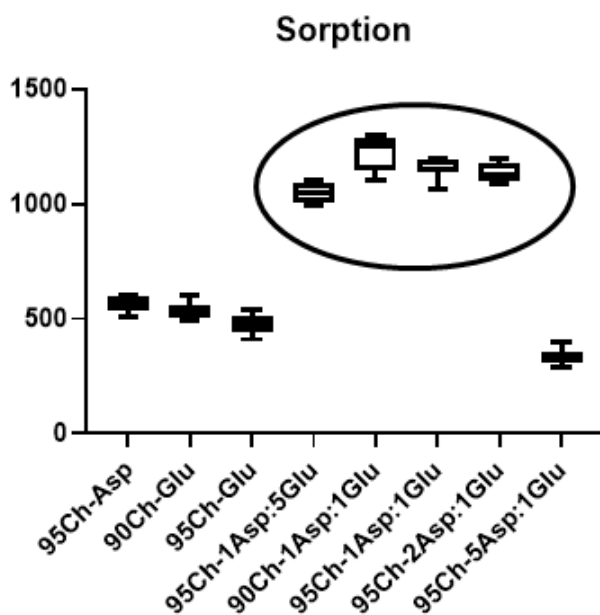 Sorption
1500
1000
500
0
95Ch-Asp
90Ch-Glu
95Ch-Glu
95Ch-1Asp:5Glu
90Ch-1Asp:1Glu
95Ch-1Asp:1Glu
95Ch-2Asp:1Glu
95Ch-5Asp:1Glu